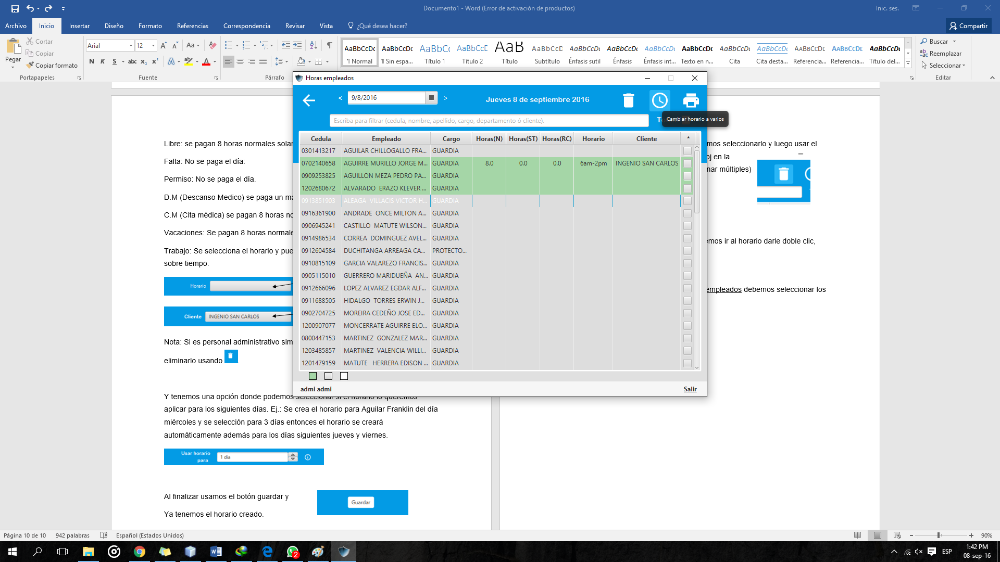 Documento1 - Word (Error de activación de productos)
Inic. ses.
Archivo Inicio Insertar Diseño Formato Referencias Correspondencia Revisar Vista ¿Qué desea hacer? Compartir
Pegar
Cortar
Copiar
Copiar formato
Portapapeles
Arial 12
N K S abc x₂ x²
Fuente
Párrafo
AaBbCcDc AaBbCcDc AaBbCc AaBbCcD AaB AaBbCcD AaBbCcDc AaBbCcDc AaBbCcDc AaBbCcDc AaBbCcDc AaBbCcDc AABBCCDD AABBCCDD AaBbCcDc
¶ Normal ¶ Sin espa... Título 1 Título 2 Título Subtítulo Énfasis sutil Énfasis Énfasis int... Texto en n... Cita Cita desta... Referencia... Referencia... Título del...
Buscar
Reemplazar
Seleccionar
Editar
Libre: se pagan 8 horas normales
Falta: No se paga el día:
Permiso: No se paga el día.
D.M (Descanso Medico) se paga un
C.M (Cita médica) se pagan 8 horas
Vacaciones: Se pagan 8 horas
Trabajo: Se selecciona el horario y
sobre tiempo.
Horario
Cliente INGENIO SAN CARLOS
Nota: Si es personal administrativo
eliminarlo usando .
Y tenemos una opción donde podemos seleccionar si el horario lo queremos
aplicar para los siguientes días. Ej.: Se crea el horario para Aguilar Franklin del día
miércoles y se selección para 3 días entonces el horario se creará
automáticamente además para los días siguientes jueves y viernes.
Usar horario
para
1 dia
Al finalizar usamos el botón guardar y
Guardar
Ya tenemos el horario creado.
Horas empleados
< 9/8/2016 >
Jueves 8 de septiembre 2016
Cambiar horario a varios
Escriba para filtrar (cedula, nombre, apellido, cargo, departamento ó cliente).
Cedula Empleado Cargo Horas(N) Horas(ST) Horas(RC) Horario Cliente *
0301413217 AGUILAR CHILLOGALLO FRA... GUARDIA
0702140658 AGUIRRE MURILLO JORGE M... GUARDIA 8.0 0.0 0.0 6am-2pm INGENIO SAN CARLOS
0909253825 AGUILLON MEZA PEDRO PA... GUARDIA
1202680672 ALVARADO ERAZO KLEVER ... GUARDIA
0913851903 ALEAGA VILLACIS VICTOR H... GUARDIA
0916361900 ANDRADE ONCE MILTON A... GUARDIA
0906945241 CASTILLO MATUTE WILSON... GUARDIA
0914986534 CORREA DOMINGUEZ AVEL... GUARDIA
0912604584 DUCHITANGA ARREAGA CA... PROTECTO...
0910815109 GARCIA VALAREZO FRANCIS... GUARDIA
0905115010 GUERRERO MARIDUEÑA AN... GUARDIA
0912666096 LOPEZ ALVAREZ EGDAR ALF... GUARDIA
0911688505 HIDALGO TORRES ERWIN J... GUARDIA
0902704725 MOREIRA CEDEÑO JOSE ED... GUARDIA
1200907077 MONCERRATE AGUIRRE ELO... GUARDIA
0800447153 MARTINEZ GONZALEZ MAR... GUARDIA
1203485857 MARTINEZ VALENCIA WILLI... GUARDIA
1201479159 MATUTE HERRERA EDISON ... GUARDIA
admi admi
Salir
seleccionarlo y luego usar el
en la
múltiples)
ir al horario darle doble clic,
empleados debemos seleccionar los
Página 10 de 10 942 palabras Español (Estados Unidos) 90%
2
ESP
1:42 PM
08-sep-16